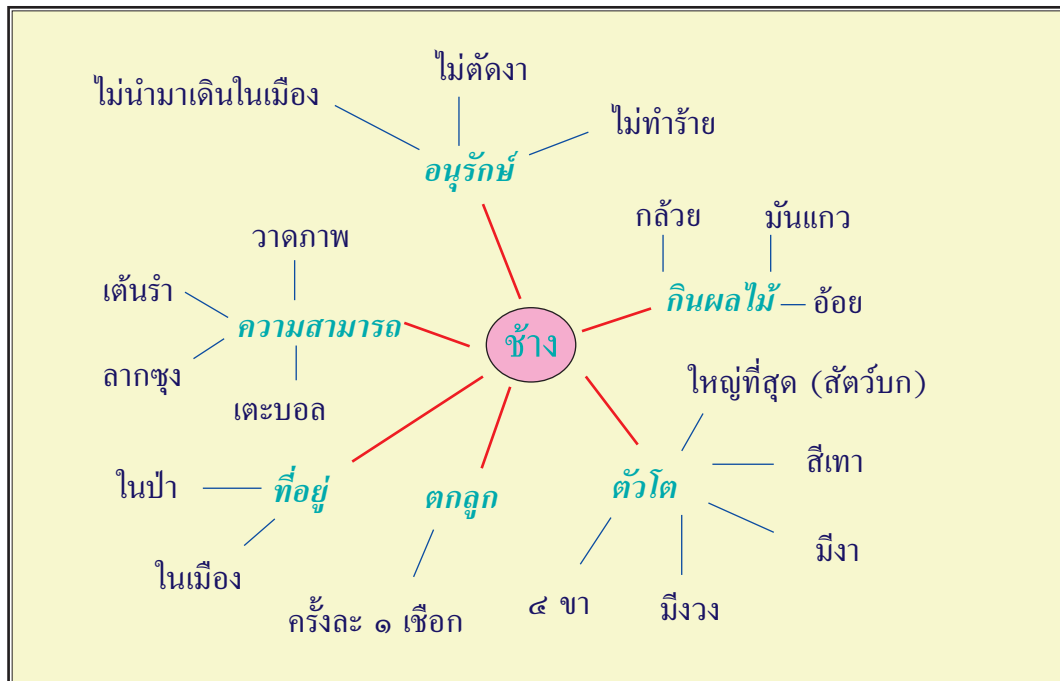 ไม่ตัดงา
ไม่นำมาเดินในเมือง
ไม่ทำร้าย
อนุรักษ์
กล้วย
มันแกว
วาดภาพ
เต้นรำ
กินผลไม้
อ้อย
ความสามารถ
ช้าง
ลากซุง
เตะบอล
ใหญ่ที่สุด (สัตว์บก)
สีเทา
ในป่า
ที่อยู่
ตกลูก
ตัวโต
มีงา
ในเมือง
ครั้งละ ๑ เชือก
๔ ขา
มีงวง